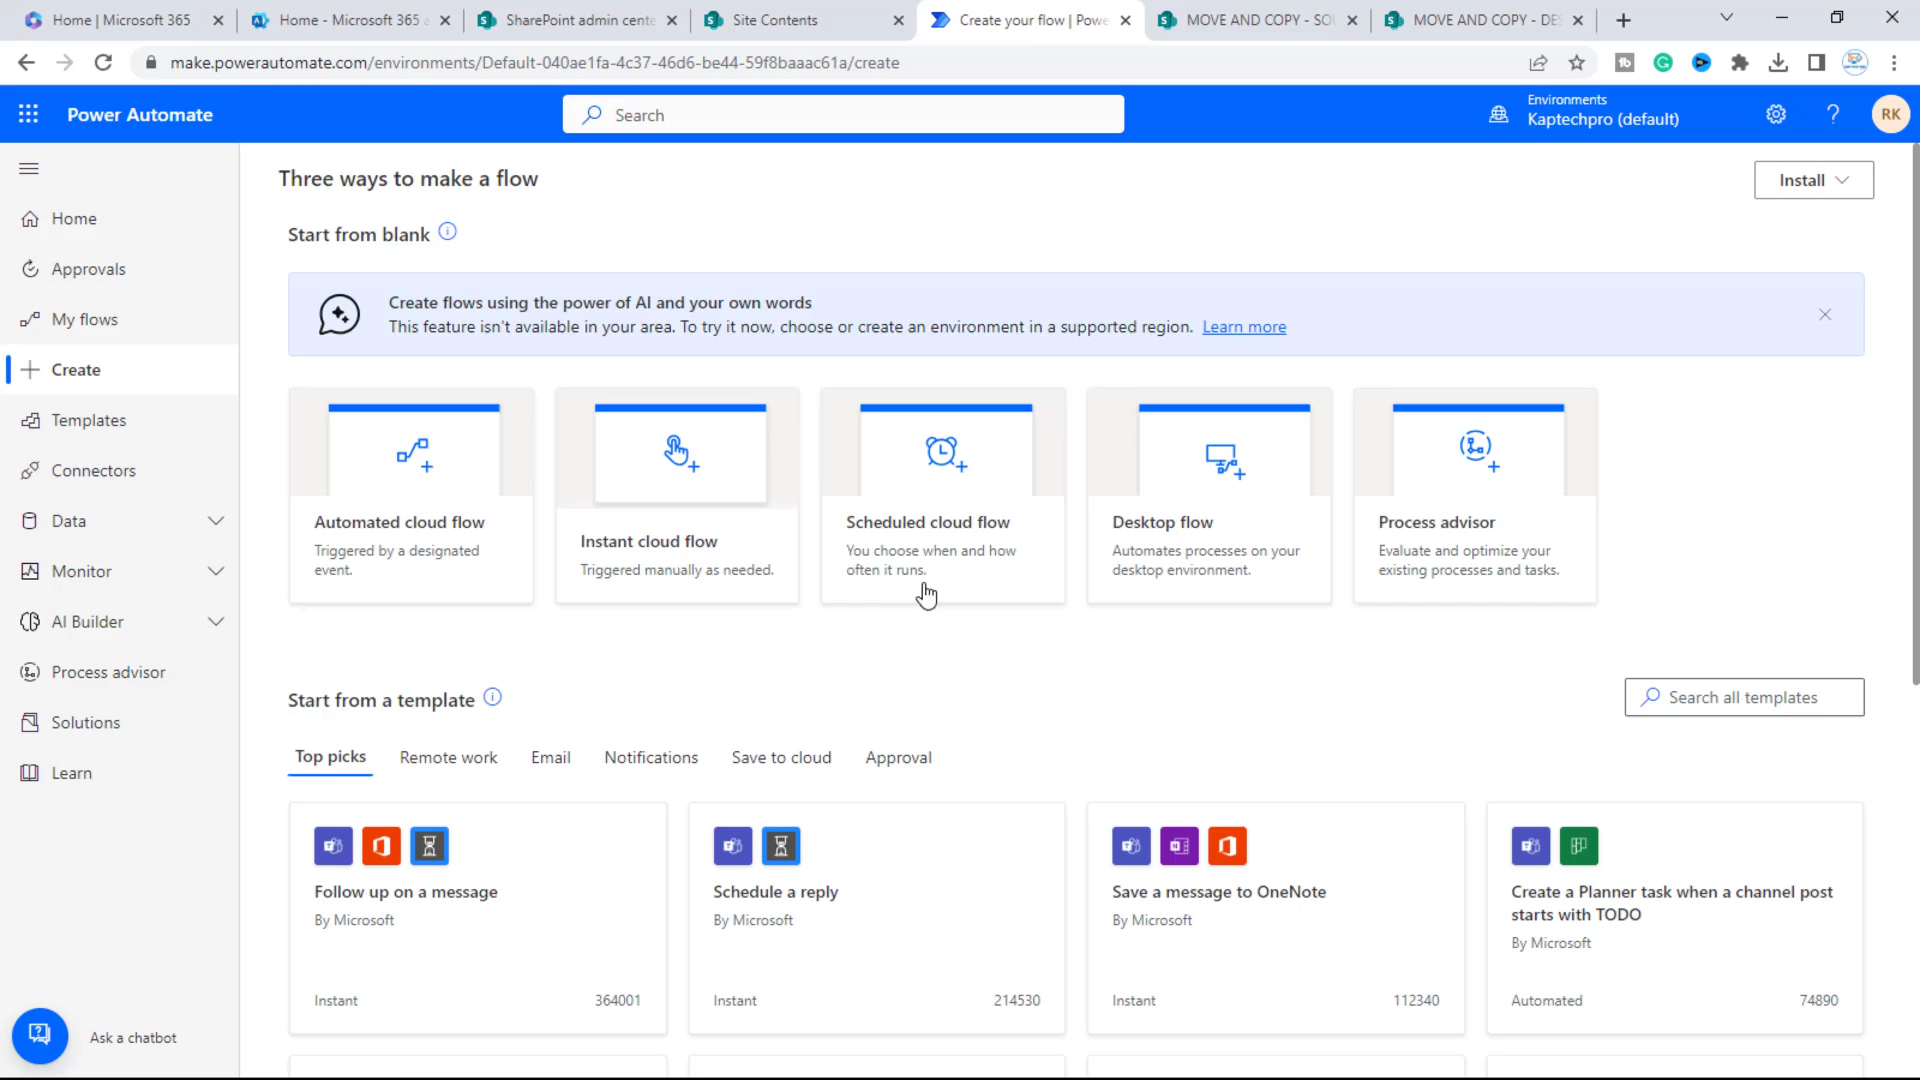 Home | Microsoft 365
Home - Microsoft 365 a
SharePoint admin cente
Site Contents
Create your flow | Powe
MOVE AND COPY - SOU
MOVE AND COPY - DES
make.powerautomate.com/environments/Default-040ae1fa-4c37-46d6-be44-59f8baaac61a/create
Power Automate
Search
Environments
Kaptechpro (default)
RK
Home
Approvals
My flows
Create
Templates
Connectors
Data
Monitor
AI Builder
Process advisor
Solutions
Learn
Ask a chatbot
Three ways to make a flow
Install
Start from blank
Create flows using the power of AI and your own words
This feature isn't available in your area. To try it now, choose or create an environment in a supported region. Learn more
Automated cloud flow
Triggered by a designated
event.
Instant cloud flow
Triggered manually as needed.
Scheduled cloud flow
You choose when and how
often it runs.
Desktop flow
Automates processes on your
desktop environment.
Process advisor
Evaluate and optimize your
existing processes and tasks.
Start from a template
Search all templates
Top picks
Remote work
Email
Notifications
Save to cloud
Approval
Follow up on a message
By Microsoft
Instant
364001
Schedule a reply
By Microsoft
Instant
214530
Save a message to OneNote
By Microsoft
Instant
112340
Create a Planner task when a channel post
starts with TODO
By Microsoft
Automated
74890